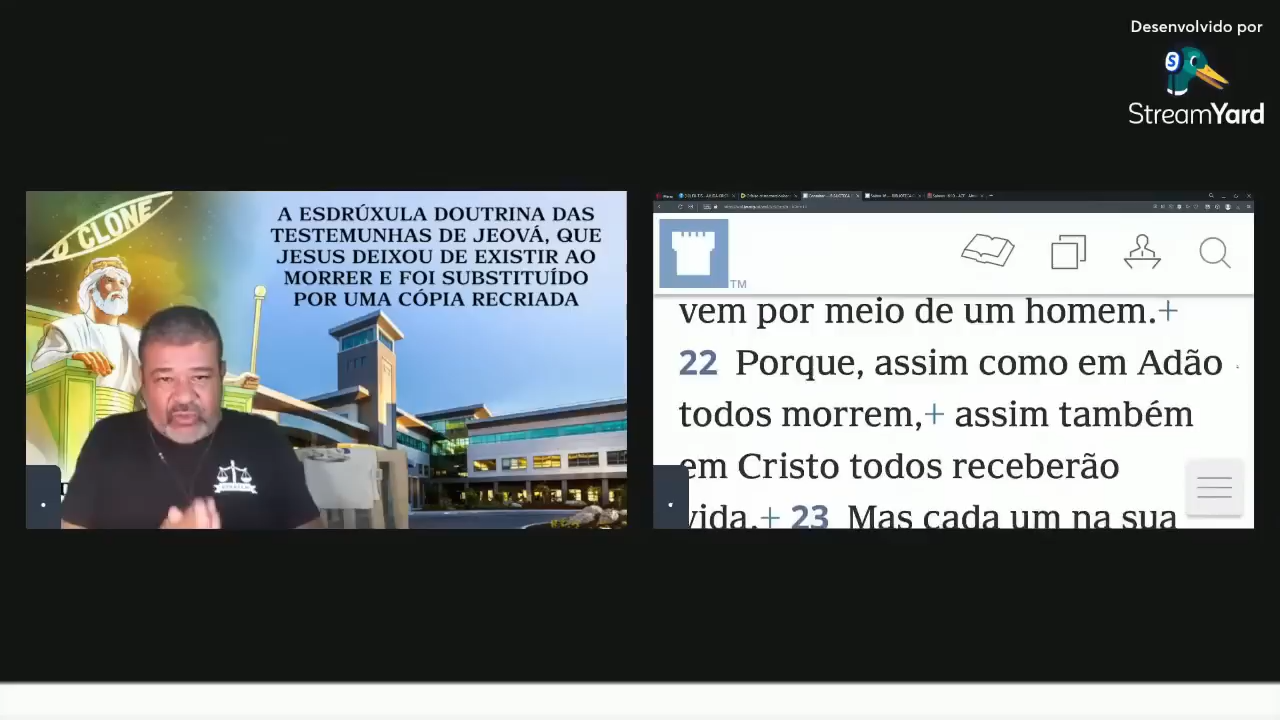 Desenvolvido por
StreamYard
O CLONE
A ESDRÚXULA DOUTRINA DAS
TESTEMUNHAS DE JEOVÁ, QUE
JESUS DEIXOU DE EXISTIR AO
MORRER E FOI SUBSTITUÍDO
POR UMA CÓPIA RECRIADA
TM
vem por meio de um homem.+
22 Porque, assim como em Adão
todos morrem,+ assim também
em Cristo todos receberão
vida.+ 23 Mas cada um na sua